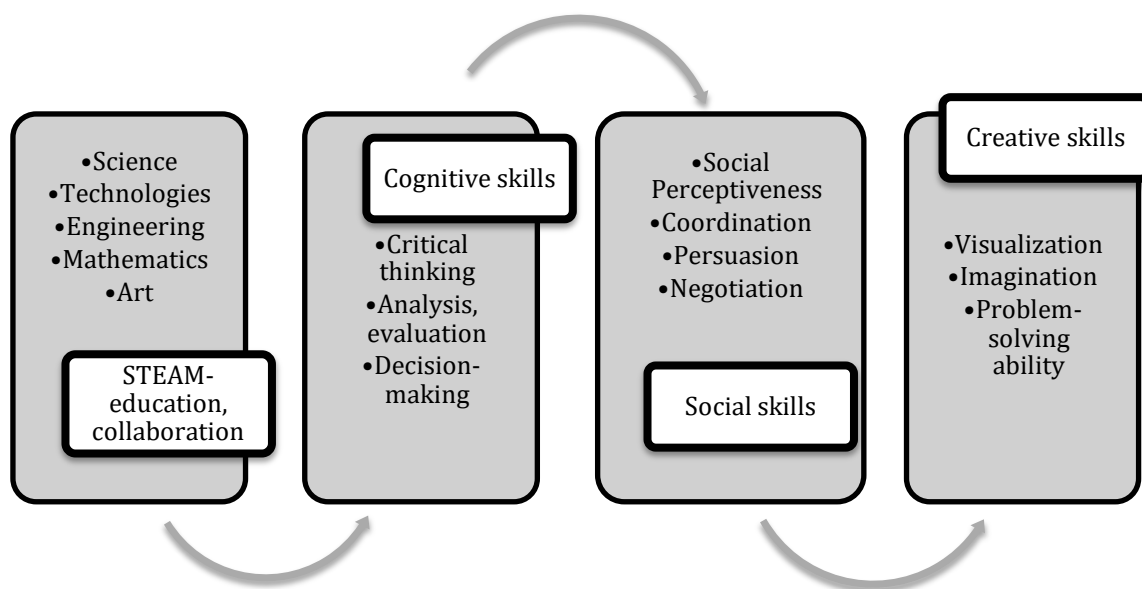 •Science
•Technologies
•Engineering
•Mathematics
•Art
STEAM-
education,
collaboration
Cognitive skills
•Critical
thinking
•Analysis,
evaluation
•Decision-
making
•Social
Perceptiveness
•Coordination
•Persuasion
•Negotiation
Social skills
Creative skills
•Visualization
•Imagination
•Problem-
solving
ability